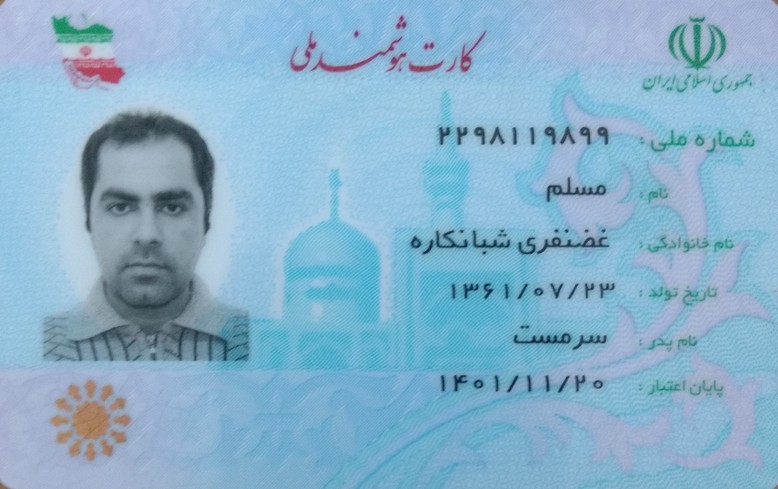 کارت هوشمند ملی
جمهوری اسلامی ایران
شماره ملی : ۲۲۹۸۱۱۹۸۹۹
نام : مسلم
نام خانوادگی : غضنفری شبانکاره
تاریخ تولد : ۱۳۶۱/۰۷/۲۳
نام پدر : سرمست
پایان اعتبار : ۱۴۰۱/۱۱/۲۰